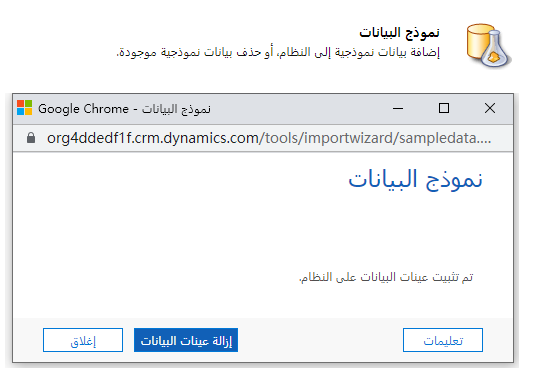 نموذج البيانات
إضافة بيانات نموذجية إلى النظام، أو حذف بيانات نموذجية موجودة.
نموذج البيانات - Google Chrome
org4ddedf1f.crm.dynamics.com/tools/importwizard/sampledata....
نموذج البيانات
تم تثبيت عينات البيانات على النظام.
تعليمات
إزالة عينات البيانات
إغلاق